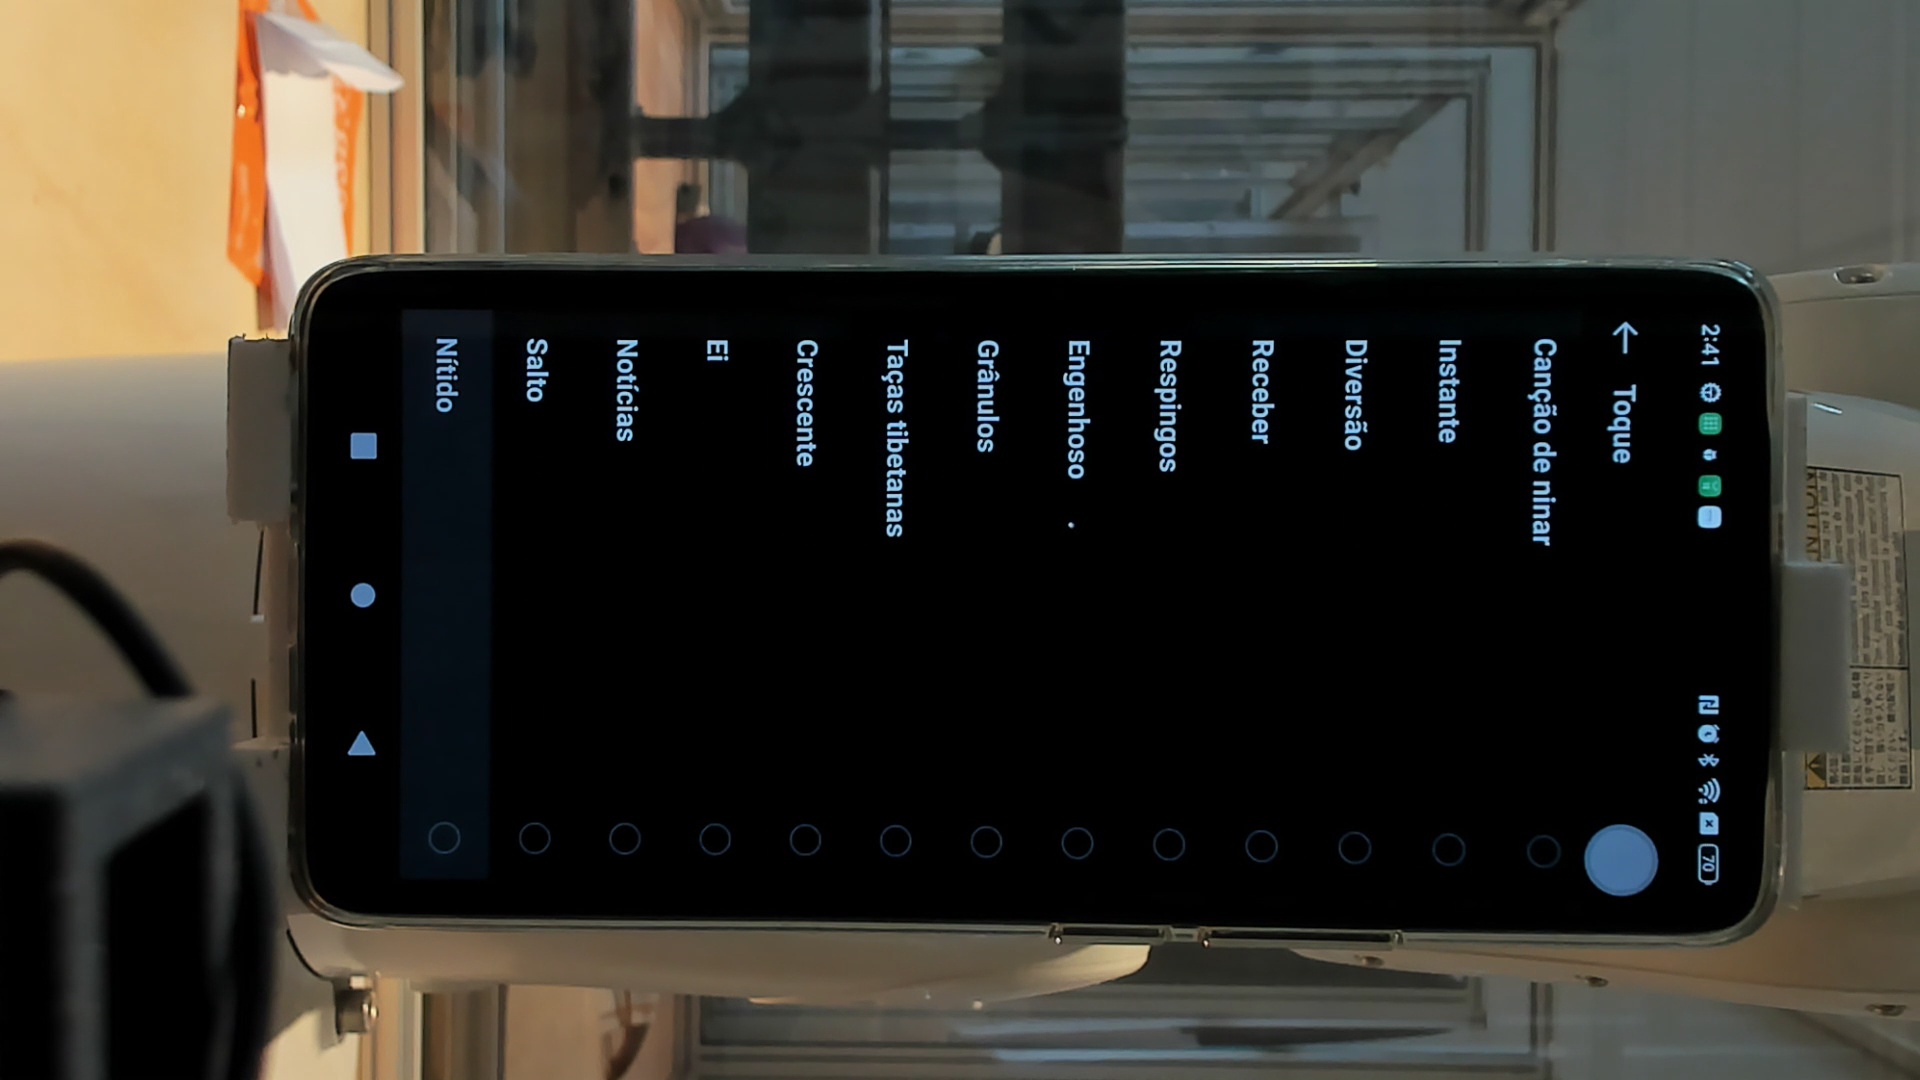 2:41
70
← Toque
Canção de ninar
Instante
Diversão
Receber
Respingos
Engenhoso
Grânulos
Taças tibetanas
Crescente
Ei
Notícias
Salto
Nítido